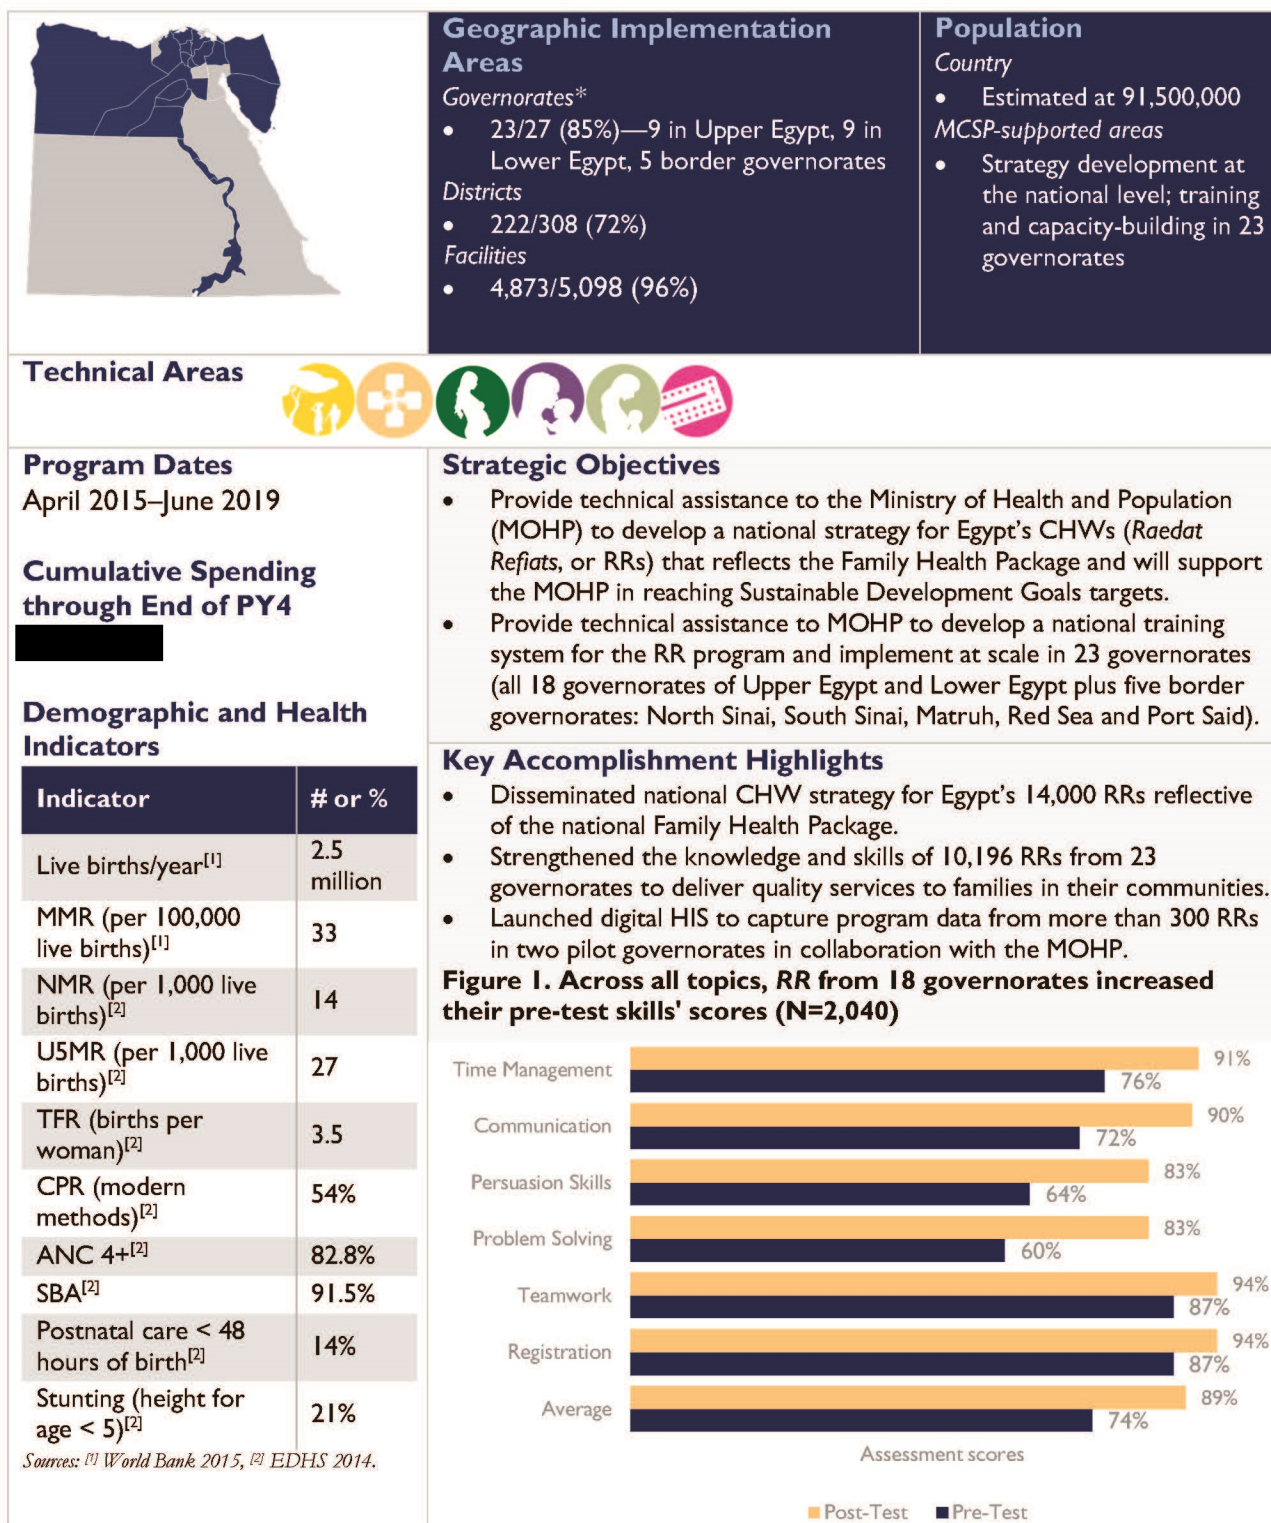 Geographic Implementation
Areas
Governorates*
• 23/27 (85%)—9 in Upper Egypt, 9 in
Lower Egypt, 5 border governorates
Districts
• 222/308 (72%)
Facilities
• 4,873/5,098 (96%)
Population
Country
• Estimated at 91,500,000
MCSP-supported areas
• Strategy development at
the national level; training
and capacity-building in 23
governorates
Technical Areas
Program Dates
April 2015–June 2019
Cumulative Spending
through End of PY4
Demographic and Health
Indicators
Indicator # or %
Live births/year[1] 2.5
million
MMR (per 100,000
live births)[1] 33
NMR (per 1,000 live
births)[2] 14
U5MR (per 1,000 live
births)[2] 27
TFR (births per
woman)[2] 3.5
CPR (modern
methods)[2] 54%
ANC 4+[2] 82.8%
SBA[2] 91.5%
Postnatal care < 48
hours of birth[2] 14%
Stunting (height for
age < 5)[2] 21%
Sources: [1] World Bank 2015, [2] EDHS 2014.
Strategic Objectives
• Provide technical assistance to the Ministry of Health and Population
(MOHP) to develop a national strategy for Egypt's CHWs (Raedat
Refiats, or RRs) that reflects the Family Health Package and will support
the MOHP in reaching Sustainable Development Goals targets.
• Provide technical assistance to MOHP to develop a national training
system for the RR program and implement at scale in 23 governorates
(all 18 governorates of Upper Egypt and Lower Egypt plus five border
governorates: North Sinai, South Sinai, Matruh, Red Sea and Port Said).
Key Accomplishment Highlights
• Disseminated national CHW strategy for Egypt's 14,000 RRs reflective
of the national Family Health Package.
• Strengthened the knowledge and skills of 10,196 RRs from 23
governorates to deliver quality services to families in their communities.
• Launched digital HIS to capture program data from more than 300 RRs
in two pilot governorates in collaboration with the MOHP.
Figure 1. Across all topics, RR from 18 governorates increased
their pre-test skills' scores (N=2,040)
Time Management 91%
76%
Communication 90%
72%
Persuasion Skills 83%
64%
Problem Solving 83%
60%
Teamwork 94%
87%
Registration 94%
87%
Average 89%
74%
Assessment scores
Post-Test Pre-Test